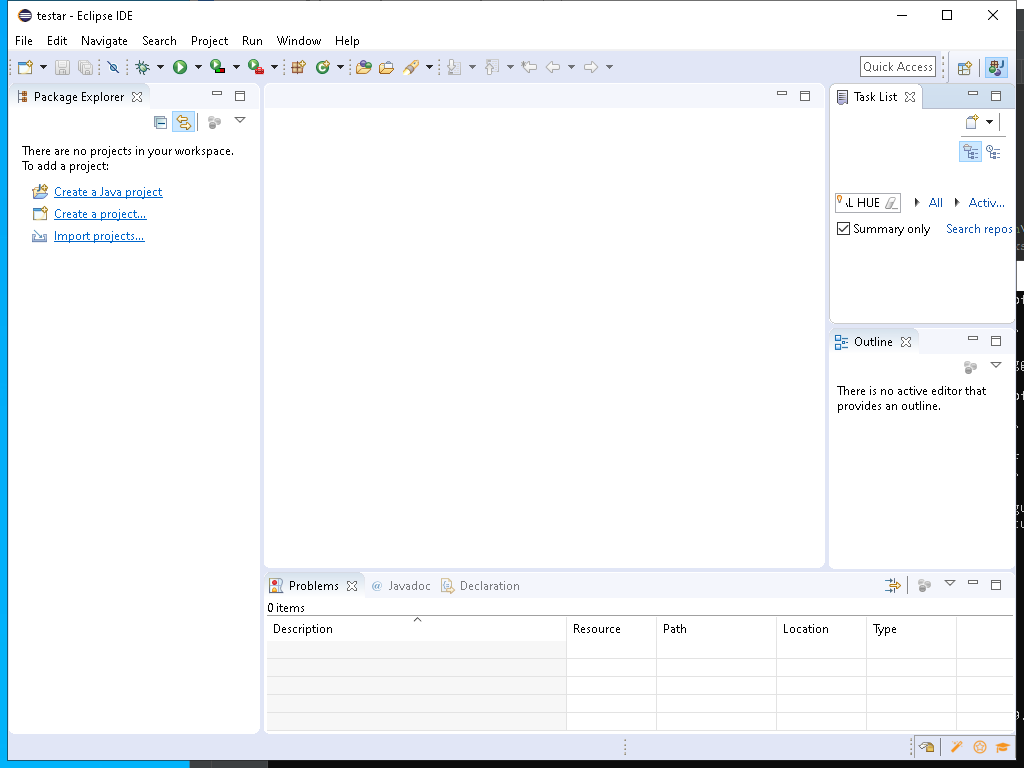 testar - Eclipse IDE
File Edit Navigate Search Project Run Window Help
Quick Access
Package Explorer
There are no projects in your workspace.
To add a project:
Create a Java project
Create a project...
Import projects...
Task List
HUE All Activ...
Summary only Search repos
Outline
There is no active editor that
provides an outline.
Problems @ Javadoc Declaration
0 items
Description Resource Path Location Type